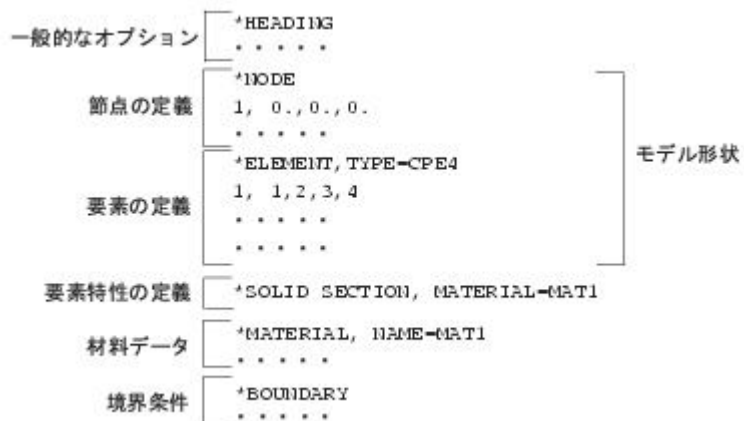 一般的なオプション
*HEADING
. . . . .
節点の定義
*NODE
1, 0.,0.,0.
. . . . .
要素の定義
*ELEMENT,TYPE=CPE4
1, 1,2,3,4
. . . . .
. . . . .
モデル形状
要素特性の定義
*SOLID SECTION, MATERIAL=MAT1
材料データ
*MATERIAL, NAME=MAT1
. . . . .
境界条件
*BOUNDARY
. . . . .